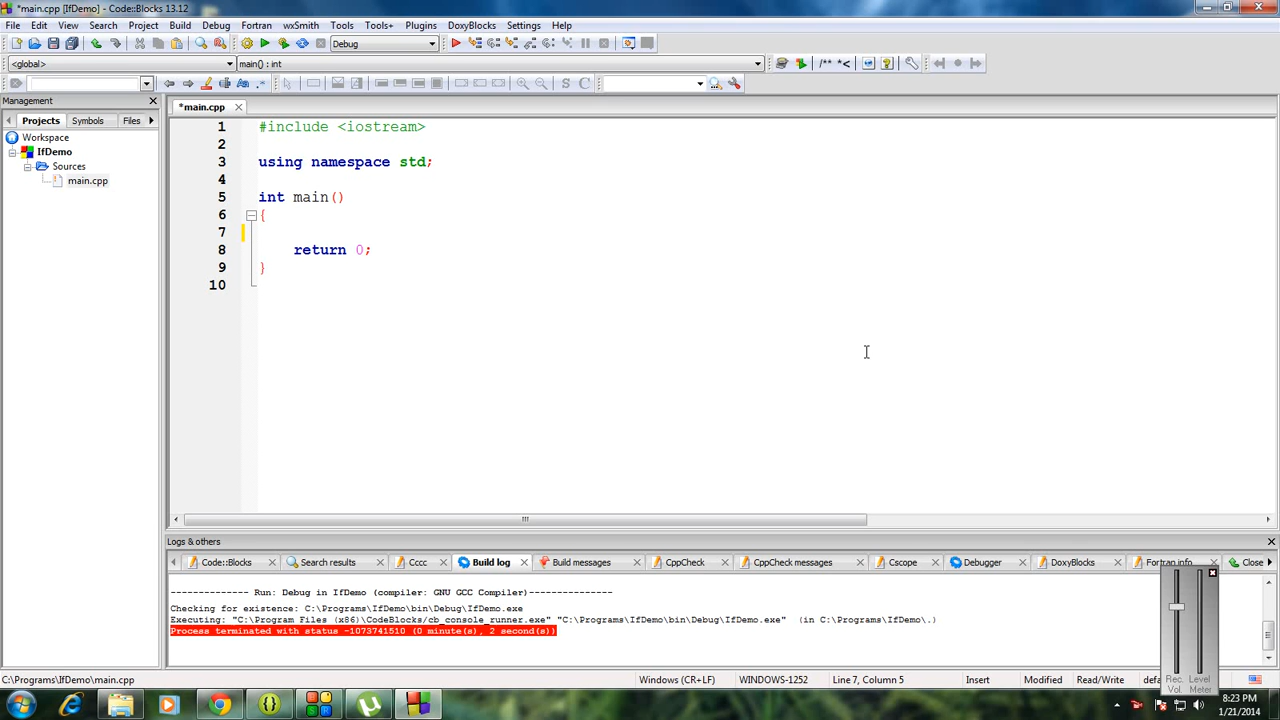 *main.cpp [IfDemo] - Code::Blocks 13.12
File Edit View Search Project Build Debug Fortran wxSmith Tools Tools+ Plugins DoxyBlocks Settings Help
Debug
<global> main() : int
/** *<
S C
Management
Projects Symbols Files
Workspace
IfDemo
Sources
main.cpp
*main.cpp
1 #include <iostream>
2
3 using namespace std;
4
5 int main()
6 {
7
8 return 0;
9 }
10
Logs & others
Code::Blocks Search results Cccc Build log Build messages CppCheck CppCheck messages Cscope Debugger DoxyBlocks Fortran info Close
-------------- Run: Debug in IfDemo (compiler: GNU GCC Compiler)---------------
Checking for existence: C:\Programs\IfDemo\bin\Debug\IfDemo.exe
Executing: "C:\Program Files (x86)\CodeBlocks/cb_console_runner.exe" "C:\Programs\IfDemo\bin\Debug\IfDemo.exe" (in C:\Programs\IfDemo\.)
Process terminated with status -1073741510 (0 minute(s), 2 second(s))
Rec. Vol. Level Meter
C:\Programs\IfDemo\main.cpp Windows (CR+LF) WINDOWS-1252 Line 7, Column 5 Insert Modified Read/Write
8:23 PM
1/21/2014